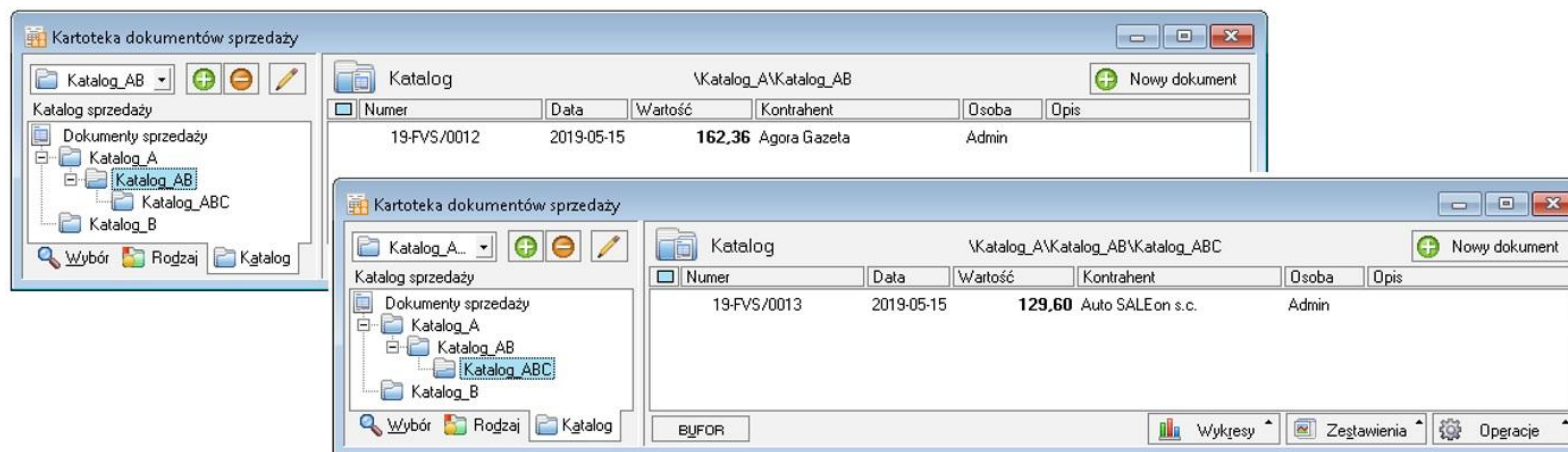 Kartoteka dokumentów sprzedaży
Katalog_AB
Katalog \Katalog_A\Katalog_AB Nowy dokument
Katalog sprzedaży
Numer Data Wartość Kontrahent Osoba Opis
Dokumenty sprzedaży
19-FVS/0012 2019-05-15 162,36 Agora Gazeta Admin
Katalog_A
Katalog_AB
Katalog_ABC
Katalog_B
Wybór Rodzaj Katalog
Kartoteka dokumentów sprzedaży
Katalog_A...
Katalog \Katalog_A\Katalog_AB\Katalog_ABC Nowy dokument
Katalog sprzedaży
Numer Data Wartość Kontrahent Osoba Opis
Dokumenty sprzedaży
19-FVS/0013 2019-05-15 129,60 Auto SALEon s.c. Admin
Katalog_A
Katalog_AB
Katalog_ABC
Katalog_B
Wybór Rodzaj Katalog
BUFOR Wykresy Zestawienia Operacje